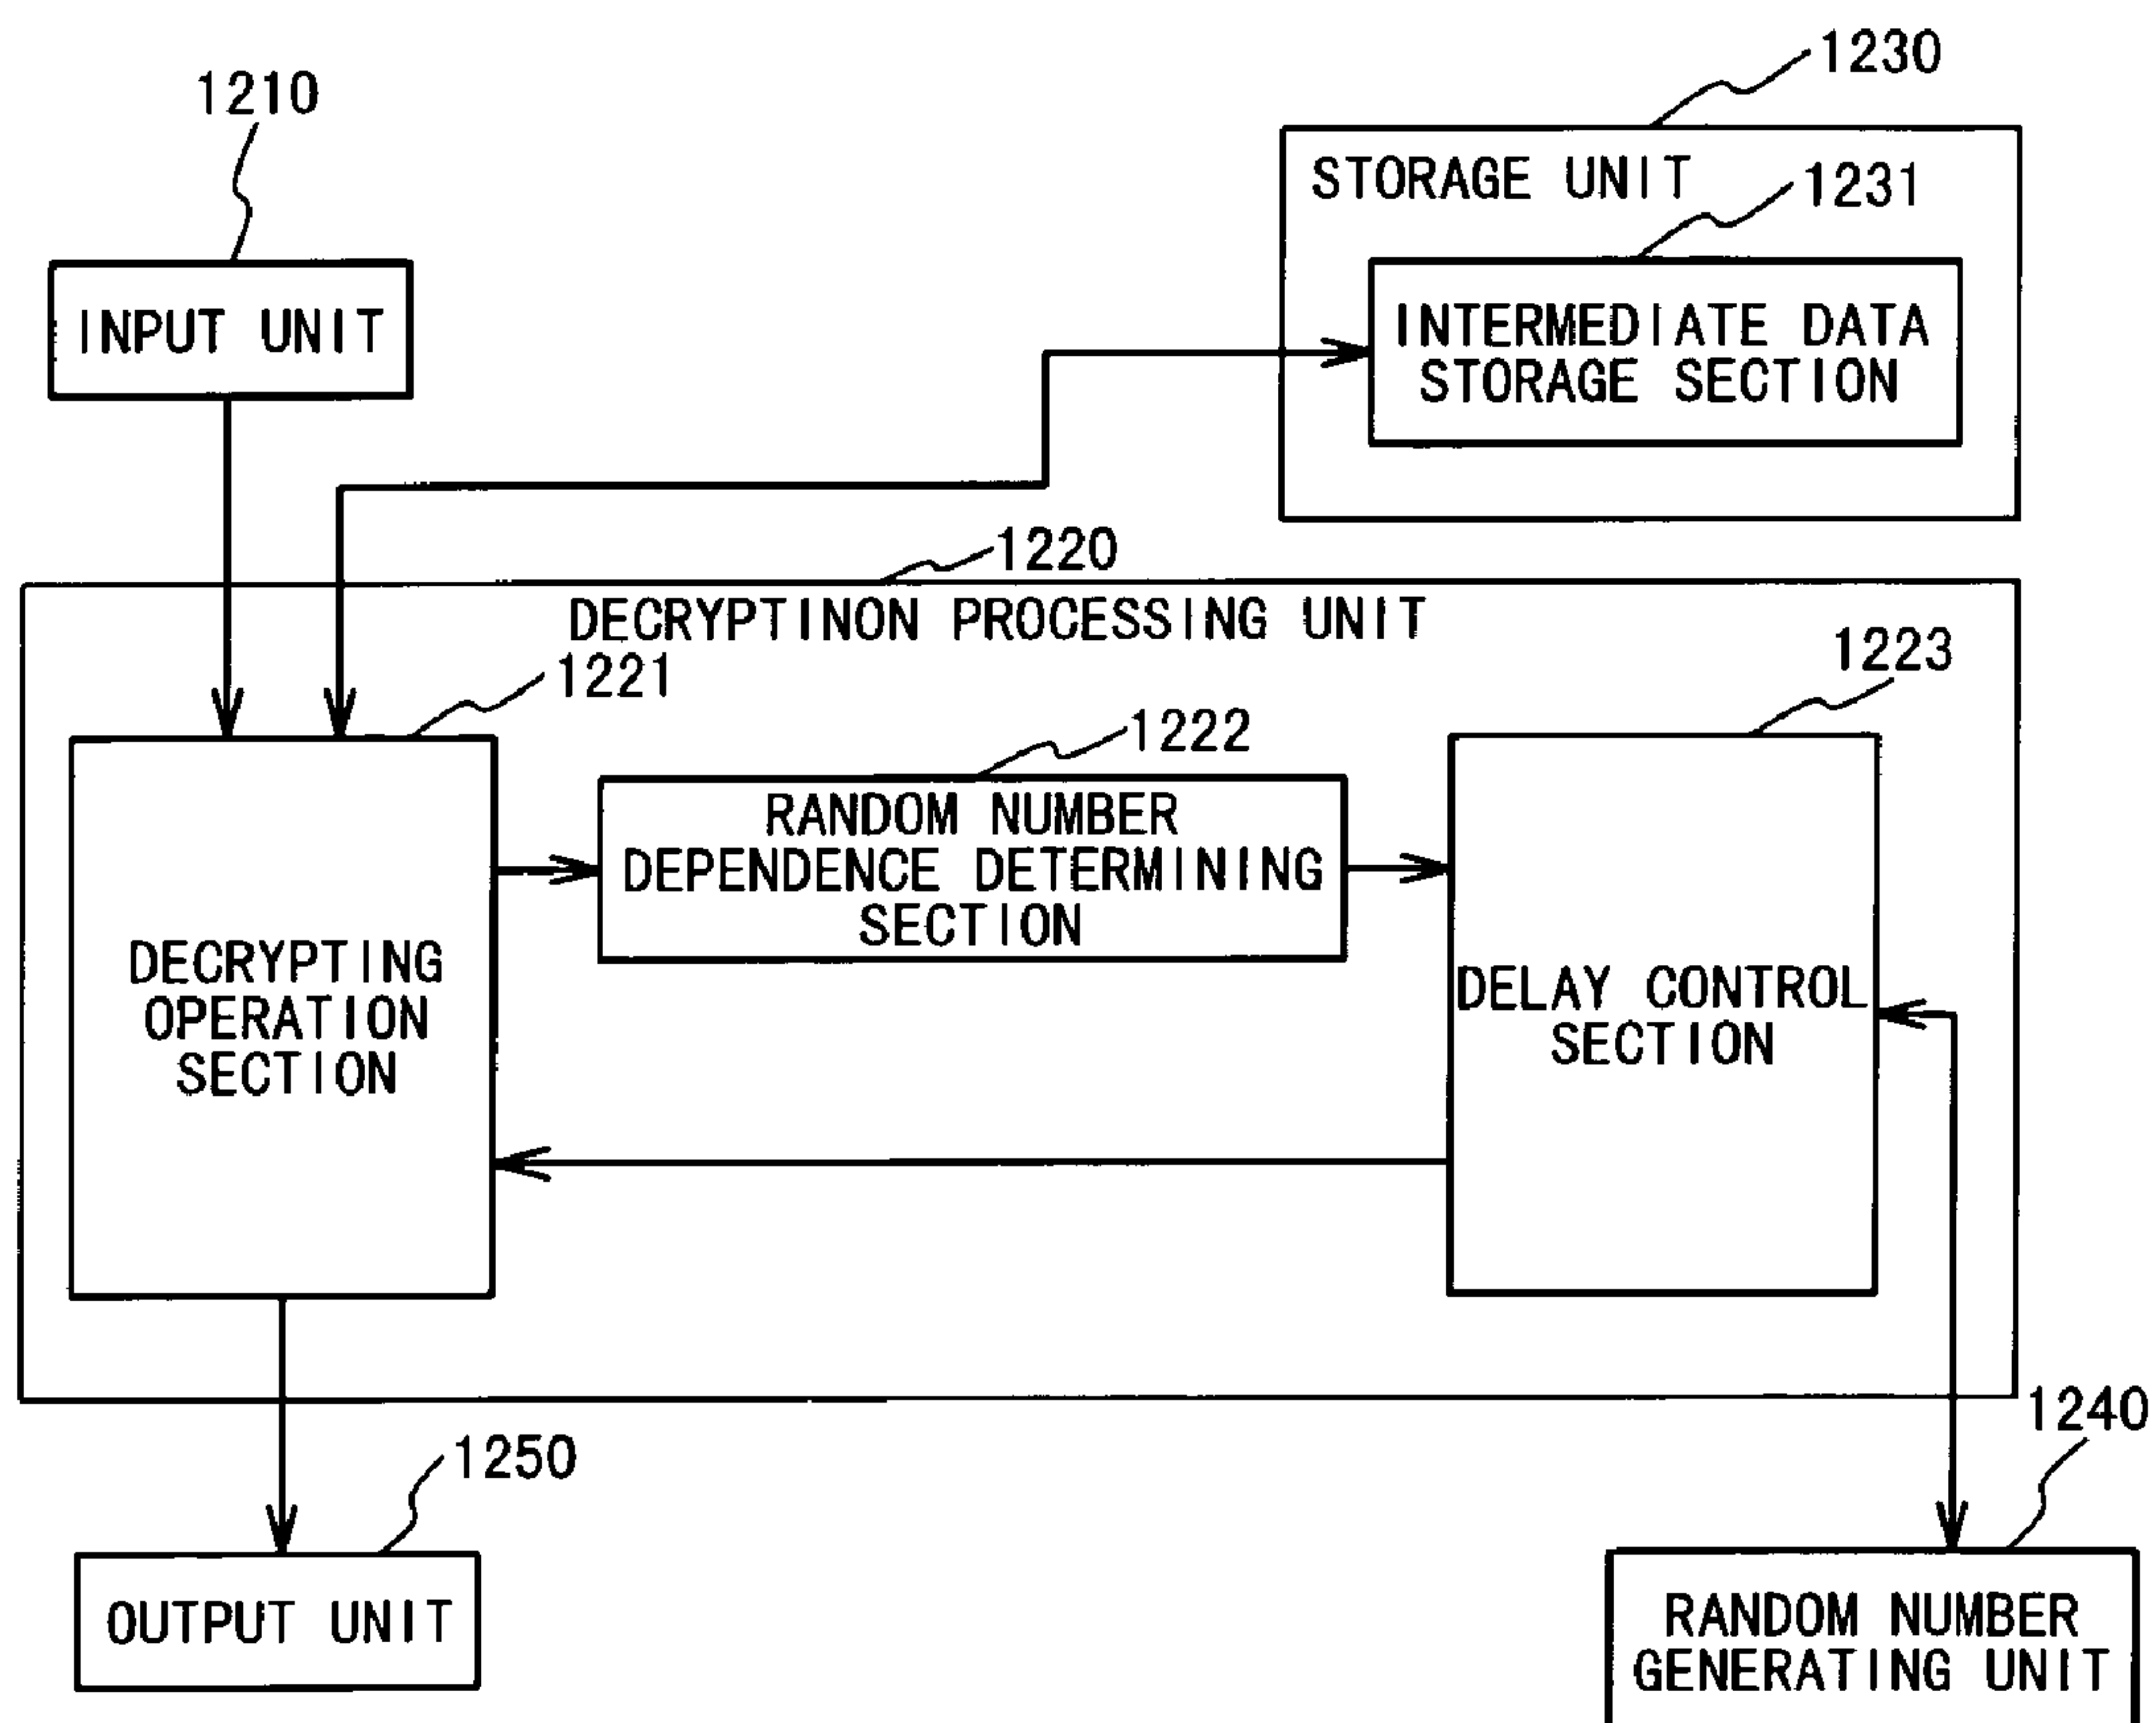 1230
1210
STORAGE UNIT
1231
INPUT UNIT
INTERMEDIATE DATA
STORAGE SECTION
1220
DECRYPTINON PROCESSING UNIT
1221
1223
1222
RANDOM NUMBER
DEPENDENCE DETERMINING
SECTION
DECRYPTING
OPERATION
SECTION
DELAY CONTROL
SECTION
1240
1250
OUTPUT UNIT
RANDOM NUMBER
GENERATING UNIT